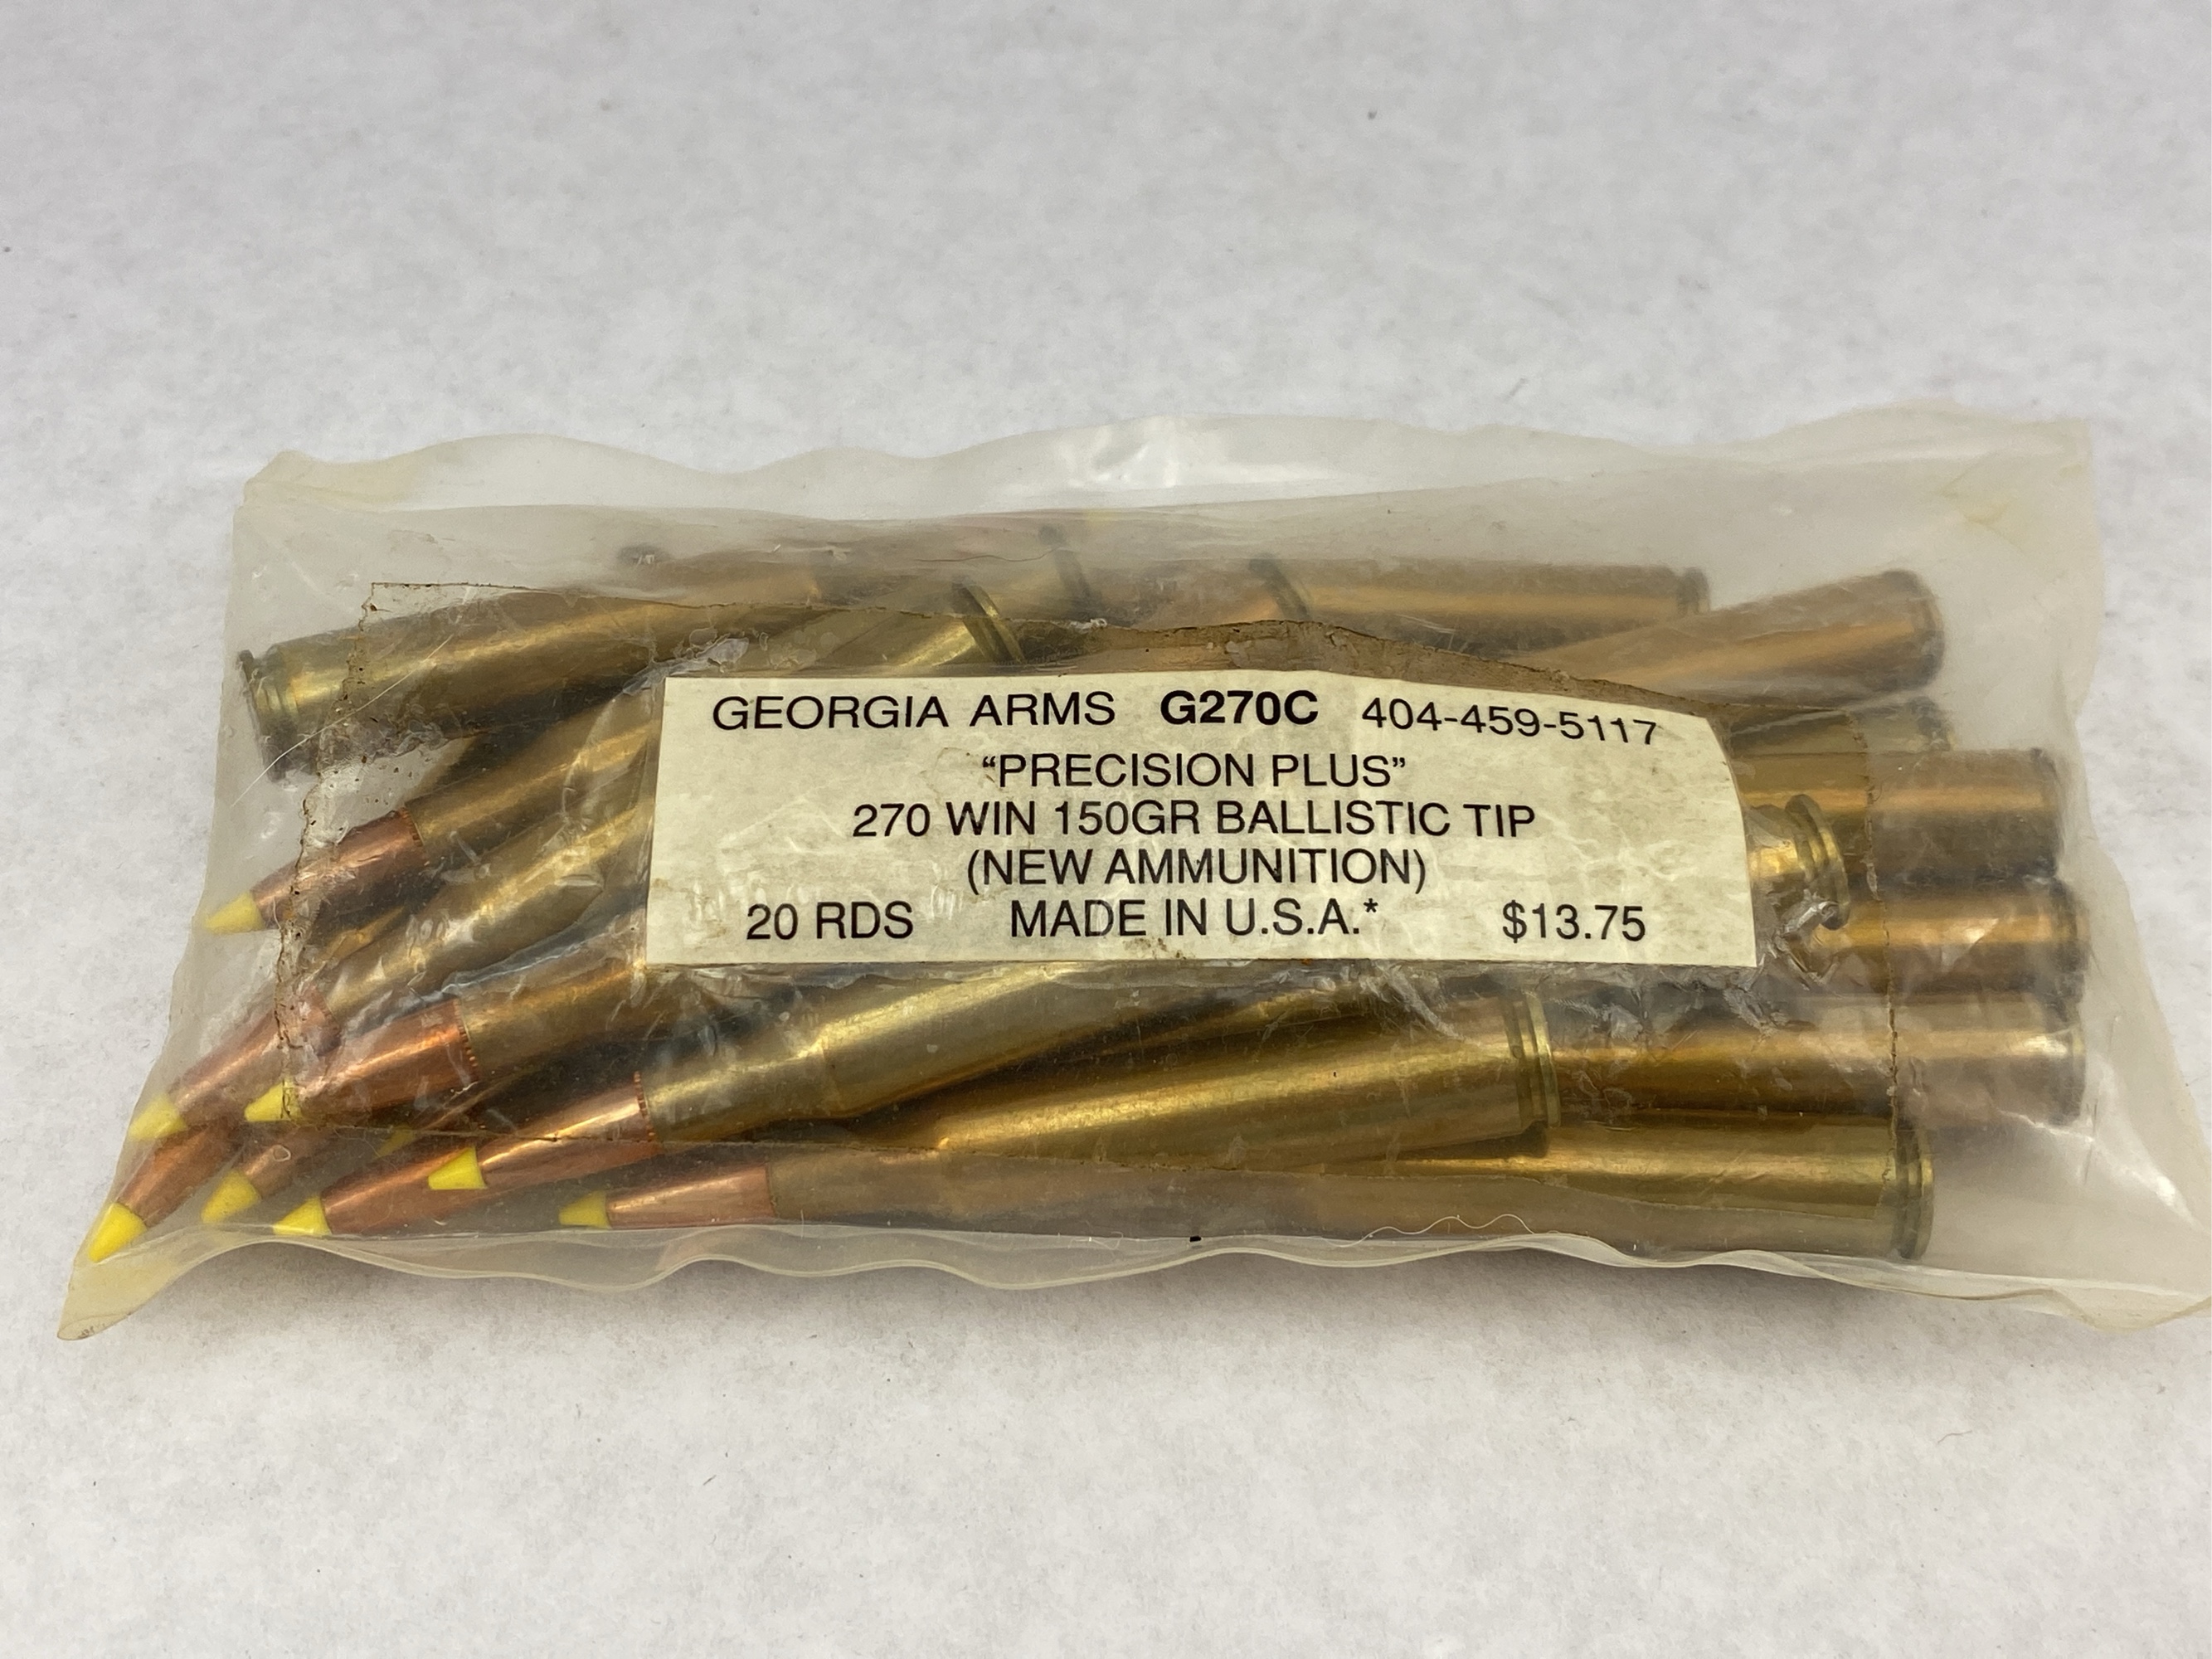 GEORGIA ARMS G270C 404-459-5117
“PRECISION PLUS”
270 WIN 150GR BALLISTIC TIP
(NEW AMMUNITION)
20 RDS MADE IN U.S.A.* $13.75